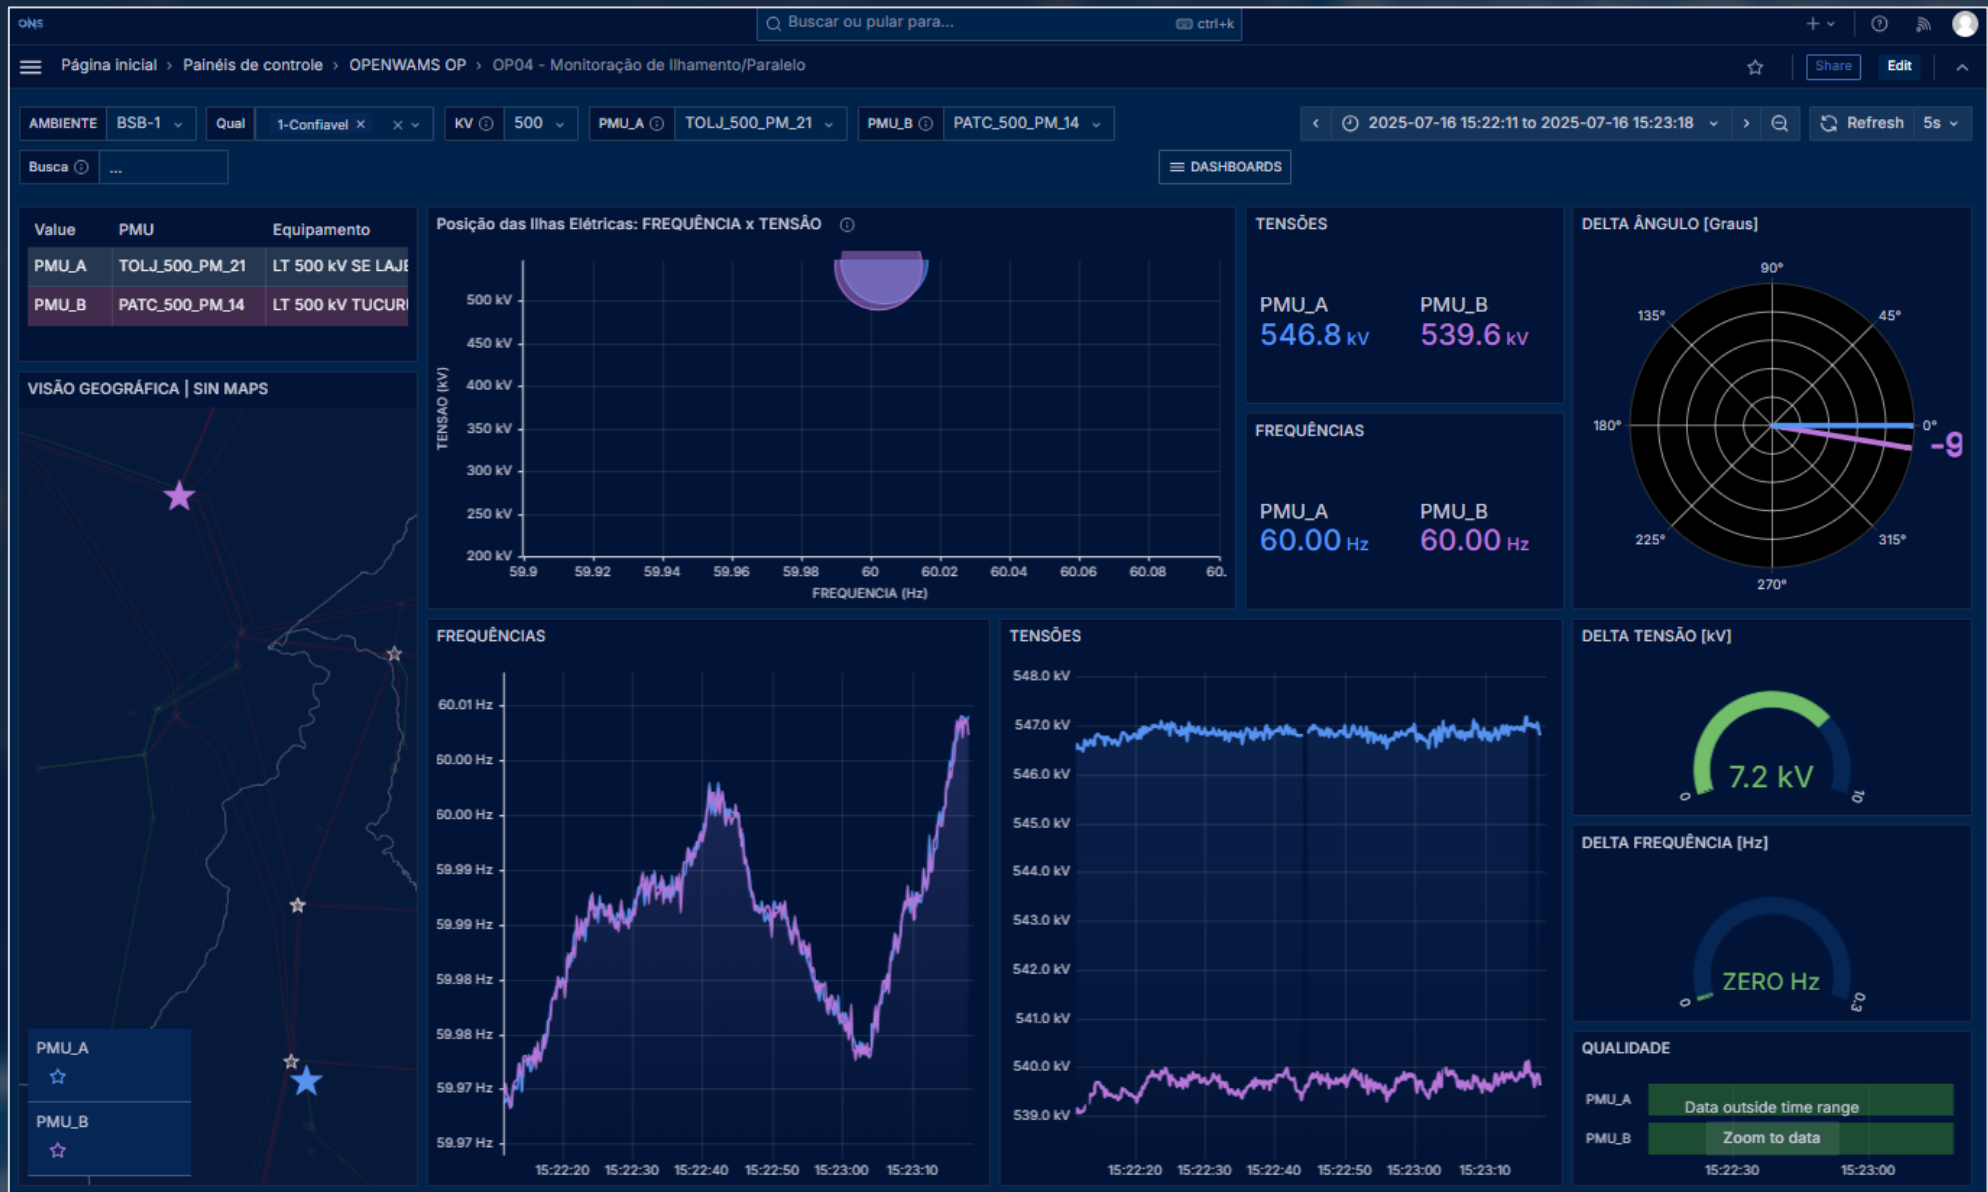 ONS
Buscar ou pular para...
ctrl+k
Página inicial › Painéis de controle › OPENWAMS OP › OP04 - Monitoração de Ilhamento/Paralelo
Share
Edit
AMBIENTE BSB-1 Qual 1-Confiavel × KV 500 PMU_A TOLJ_500_PM_21 PMU_B PATC_500_PM_14
2025-07-16 15:22:11 to 2025-07-16 15:23:18
Refresh 5s
Busca ...
DASHBOARDS
Value PMU Equipamento
PMU_A TOLJ_500_PM_21 LT 500 kV SE LAJE
PMU_B PATC_500_PM_14 LT 500 kV TUCURI
VISÃO GEOGRÁFICA | SIN MAPS
PMU_A
PMU_B
Posição das Ilhas Elétricas: FREQUÊNCIA x TENSÃO
TENSAO (kV)
500 kV
450 kV
400 kV
350 kV
300 kV
250 kV
200 kV
59.9 59.92 59.94 59.96 59.98 60 60.02 60.04 60.06 60.08 60.
FREQUENCIA (Hz)
TENSÕES
PMU_A PMU_B
546.8 kV 539.6 kV
FREQUÊNCIAS
PMU_A PMU_B
60.00 Hz 60.00 Hz
DELTA ÂNGULO [Graus]
90°
135° 45°
180° 0°
-9
225° 315°
270°
FREQUÊNCIAS
60.01 Hz
60.00 Hz
60.00 Hz
59.99 Hz
59.99 Hz
59.98 Hz
59.98 Hz
59.97 Hz
59.97 Hz
15:22:20 15:22:30 15:22:40 15:22:50 15:23:00 15:23:10
TENSÕES
548.0 kV
547.0 kV
546.0 kV
545.0 kV
544.0 kV
543.0 kV
542.0 kV
541.0 kV
540.0 kV
539.0 kV
15:22:20 15:22:30 15:22:40 15:22:50 15:23:00 15:23:10
DELTA TENSÃO [kV]
7.2 kV
0 10
DELTA FREQUÊNCIA [Hz]
ZERO Hz
0 0.3
QUALIDADE
PMU_A
Data outside time range
PMU_B
Zoom to data
15:22:30 15:23:00